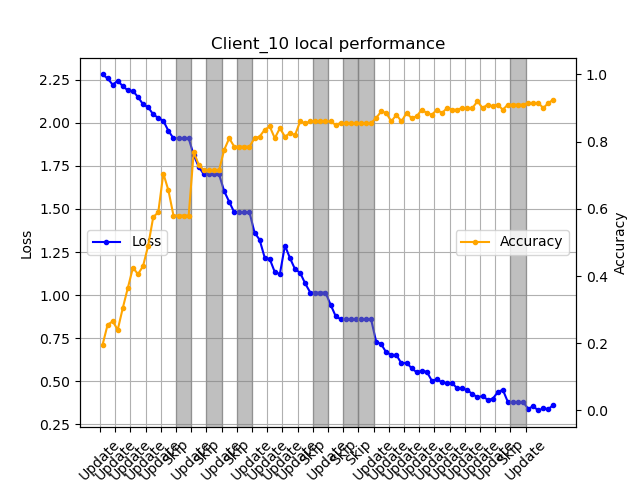 Client_10 local performance
2.25
2.00
1.75
1.50
1.25
1.00
0.75
0.50
0.25
Loss
Loss
Accuracy
1.0
0.8
0.6
0.4
0.2
0.0
Accuracy
Update
Update
Update
Update
Update
Skip
Update
Skip
Update
Skip
Update
Update
Update
Update
Skip
Update
Skip
Skip
Update
Update
Update
Update
Update
Update
Update
Update
Update
Skip
Update